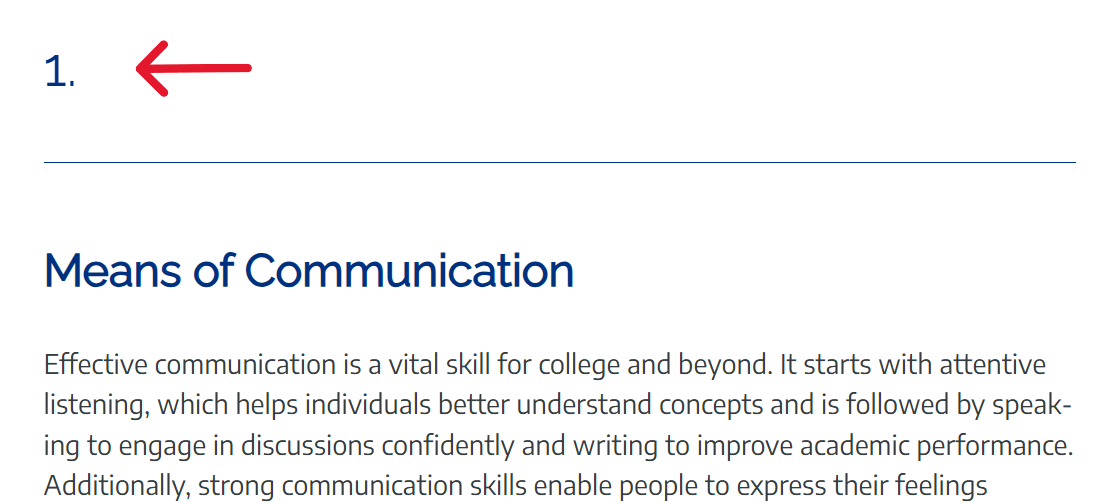 1.
Means of Communication
Effective communication is a vital skill for college and beyond. It starts with attentive
listening, which helps individuals better understand concepts and is followed by speak-
ing to engage in discussions confidently and writing to improve academic performance.
Additionally, strong communication skills enable people to express their feelings